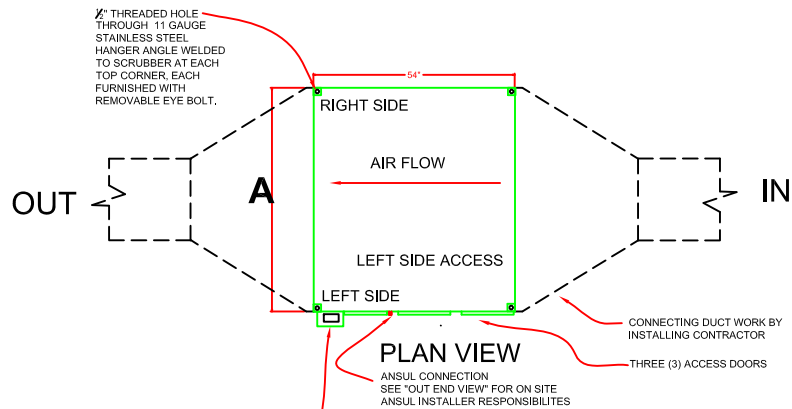 ½" THREADED HOLE
THROUGH 11 GAUGE
STAINLESS STEEL
HANGER ANGLE WELDED
TO SCRUBBER AT EACH
TOP CORNER, EACH
FURNISHED WITH
REMOVABLE EYE BOLT.
54"
RIGHT SIDE
AIR FLOW
OUT
A
IN
LEFT SIDE ACCESS
LEFT SIDE
CONNECTING DUCT WORK BY
INSTALLING CONTRACTOR
PLAN VIEW
THREE (3) ACCESS DOORS
ANSUL CONNECTION
SEE "OUT END VIEW" FOR ON SITE
ANSUL INSTALLER RESPONSIBILITES